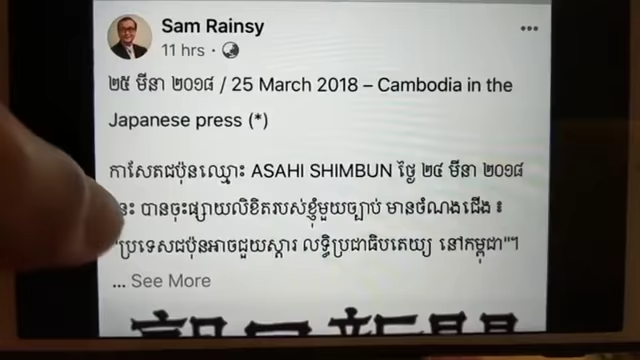 Sam Rainsy
11 hrs ·
២៥ មីនា ២០១៨ / 25 March 2018 – Cambodia in the
Japanese press (*)
កាសែតជប៉ុនឈ្មោះ ASAHI SHIMBUN ថ្ងៃ ២៤ មីនា ២០១៨
នេះ បានចុះផ្សាយលិខិតរបស់ខ្ញុំមួយច្បាប់ មានចំណងជើង ៖
"ប្រទេសជប៉ុនអាចជួយស្តារ លទ្ធិប្រជាធិបតេយ្យ នៅកម្ពុជា"។
... See More